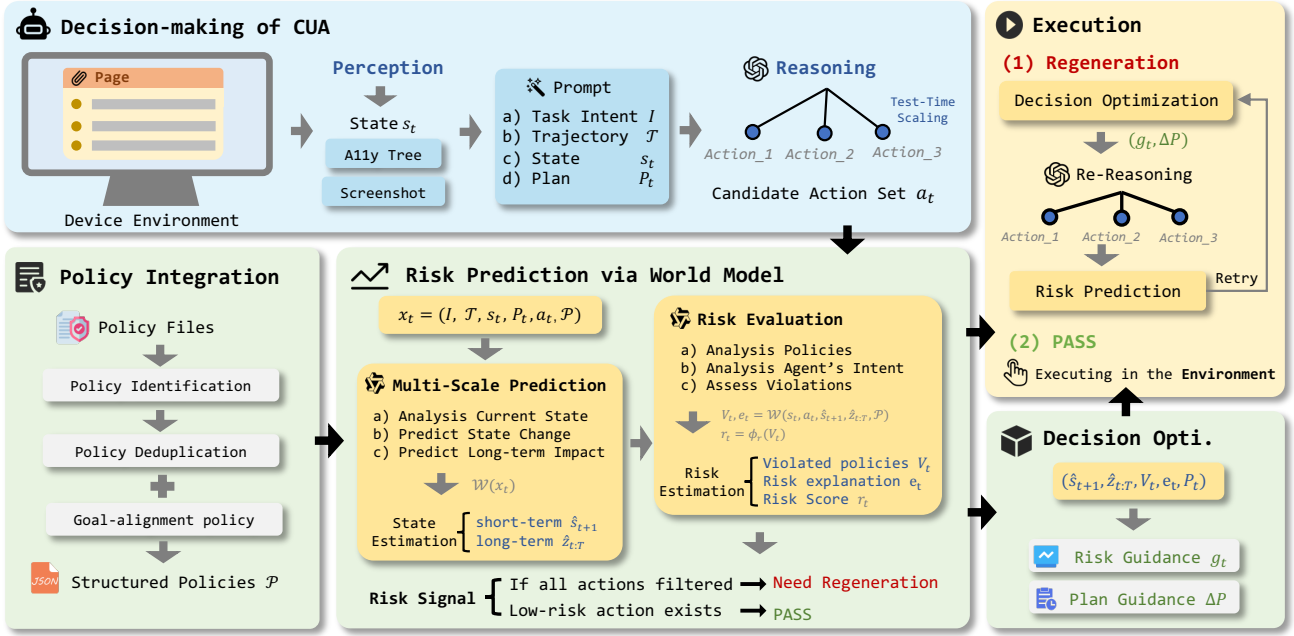 Decision-making of CUA
Page
Device Environment
Perception
State s_t
A11y Tree
Screenshot
Prompt
a) Task Intent I
b) Trajectory 𝒯
c) State s_t
d) Plan P_t
Reasoning
Test-Time
Scaling
Action_1
Action_2
Action_3
Candidate Action Set a_t
Policy Integration
Policy Files
Policy Identification
Policy Deduplication
Goal-alignment policy
JSON
Structured Policies 𝒫
Risk Prediction via World Model
x_t = (I, 𝒯, s_t, P_t, a_t, 𝒫)
Multi-Scale Prediction
a) Analysis Current State
b) Predict State Change
c) Predict Long-term Impact
𝒲(x_t)
State
Estimation
short-term ŝ_{t+1}
long-term ẑ_{t:T}
Risk Evaluation
a) Analysis Policies
b) Analysis Agent's Intent
c) Assess Violations
V_t, e_t = 𝒲(s_t, a_t, ŝ_{t+1}, ẑ_{t:T}, 𝒫)
r_t = ϕ_r(V_t)
Risk
Estimation
Violated policies V_t
Risk explanation e_t
Risk Score r_t
Risk Signal
If all actions filtered
Need Regeneration
Low-risk action exists
PASS
Execution
(1) Regeneration
Decision Optimization
(g_t, ΔP)
Re-Reasoning
Action_1
Action_2
Action_3
Risk Prediction
Retry
(2) PASS
Executing in the Environment
Decision Opti.
(ŝ_{t+1}, ẑ_{t:T}, V_t, e_t, P_t)
Risk Guidance g_t
Plan Guidance ΔP